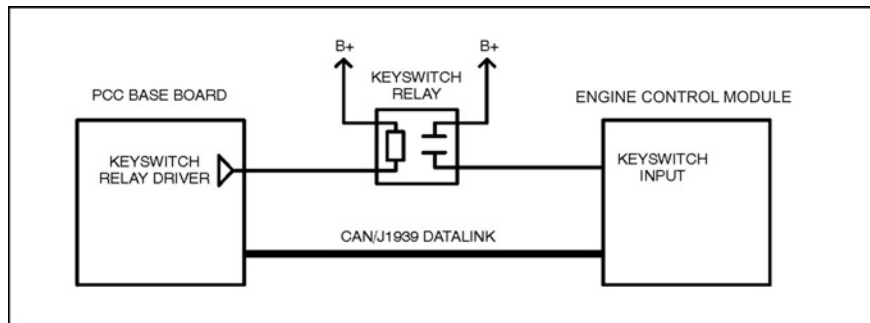 B+
B+
KEYSWITCH
RELAY
PCC BASE BOARD
ENGINE CONTROL MODULE
KEYSWITCH
RELAY DRIVER
KEYSWITCH
INPUT
CAN/J1939 DATALINK